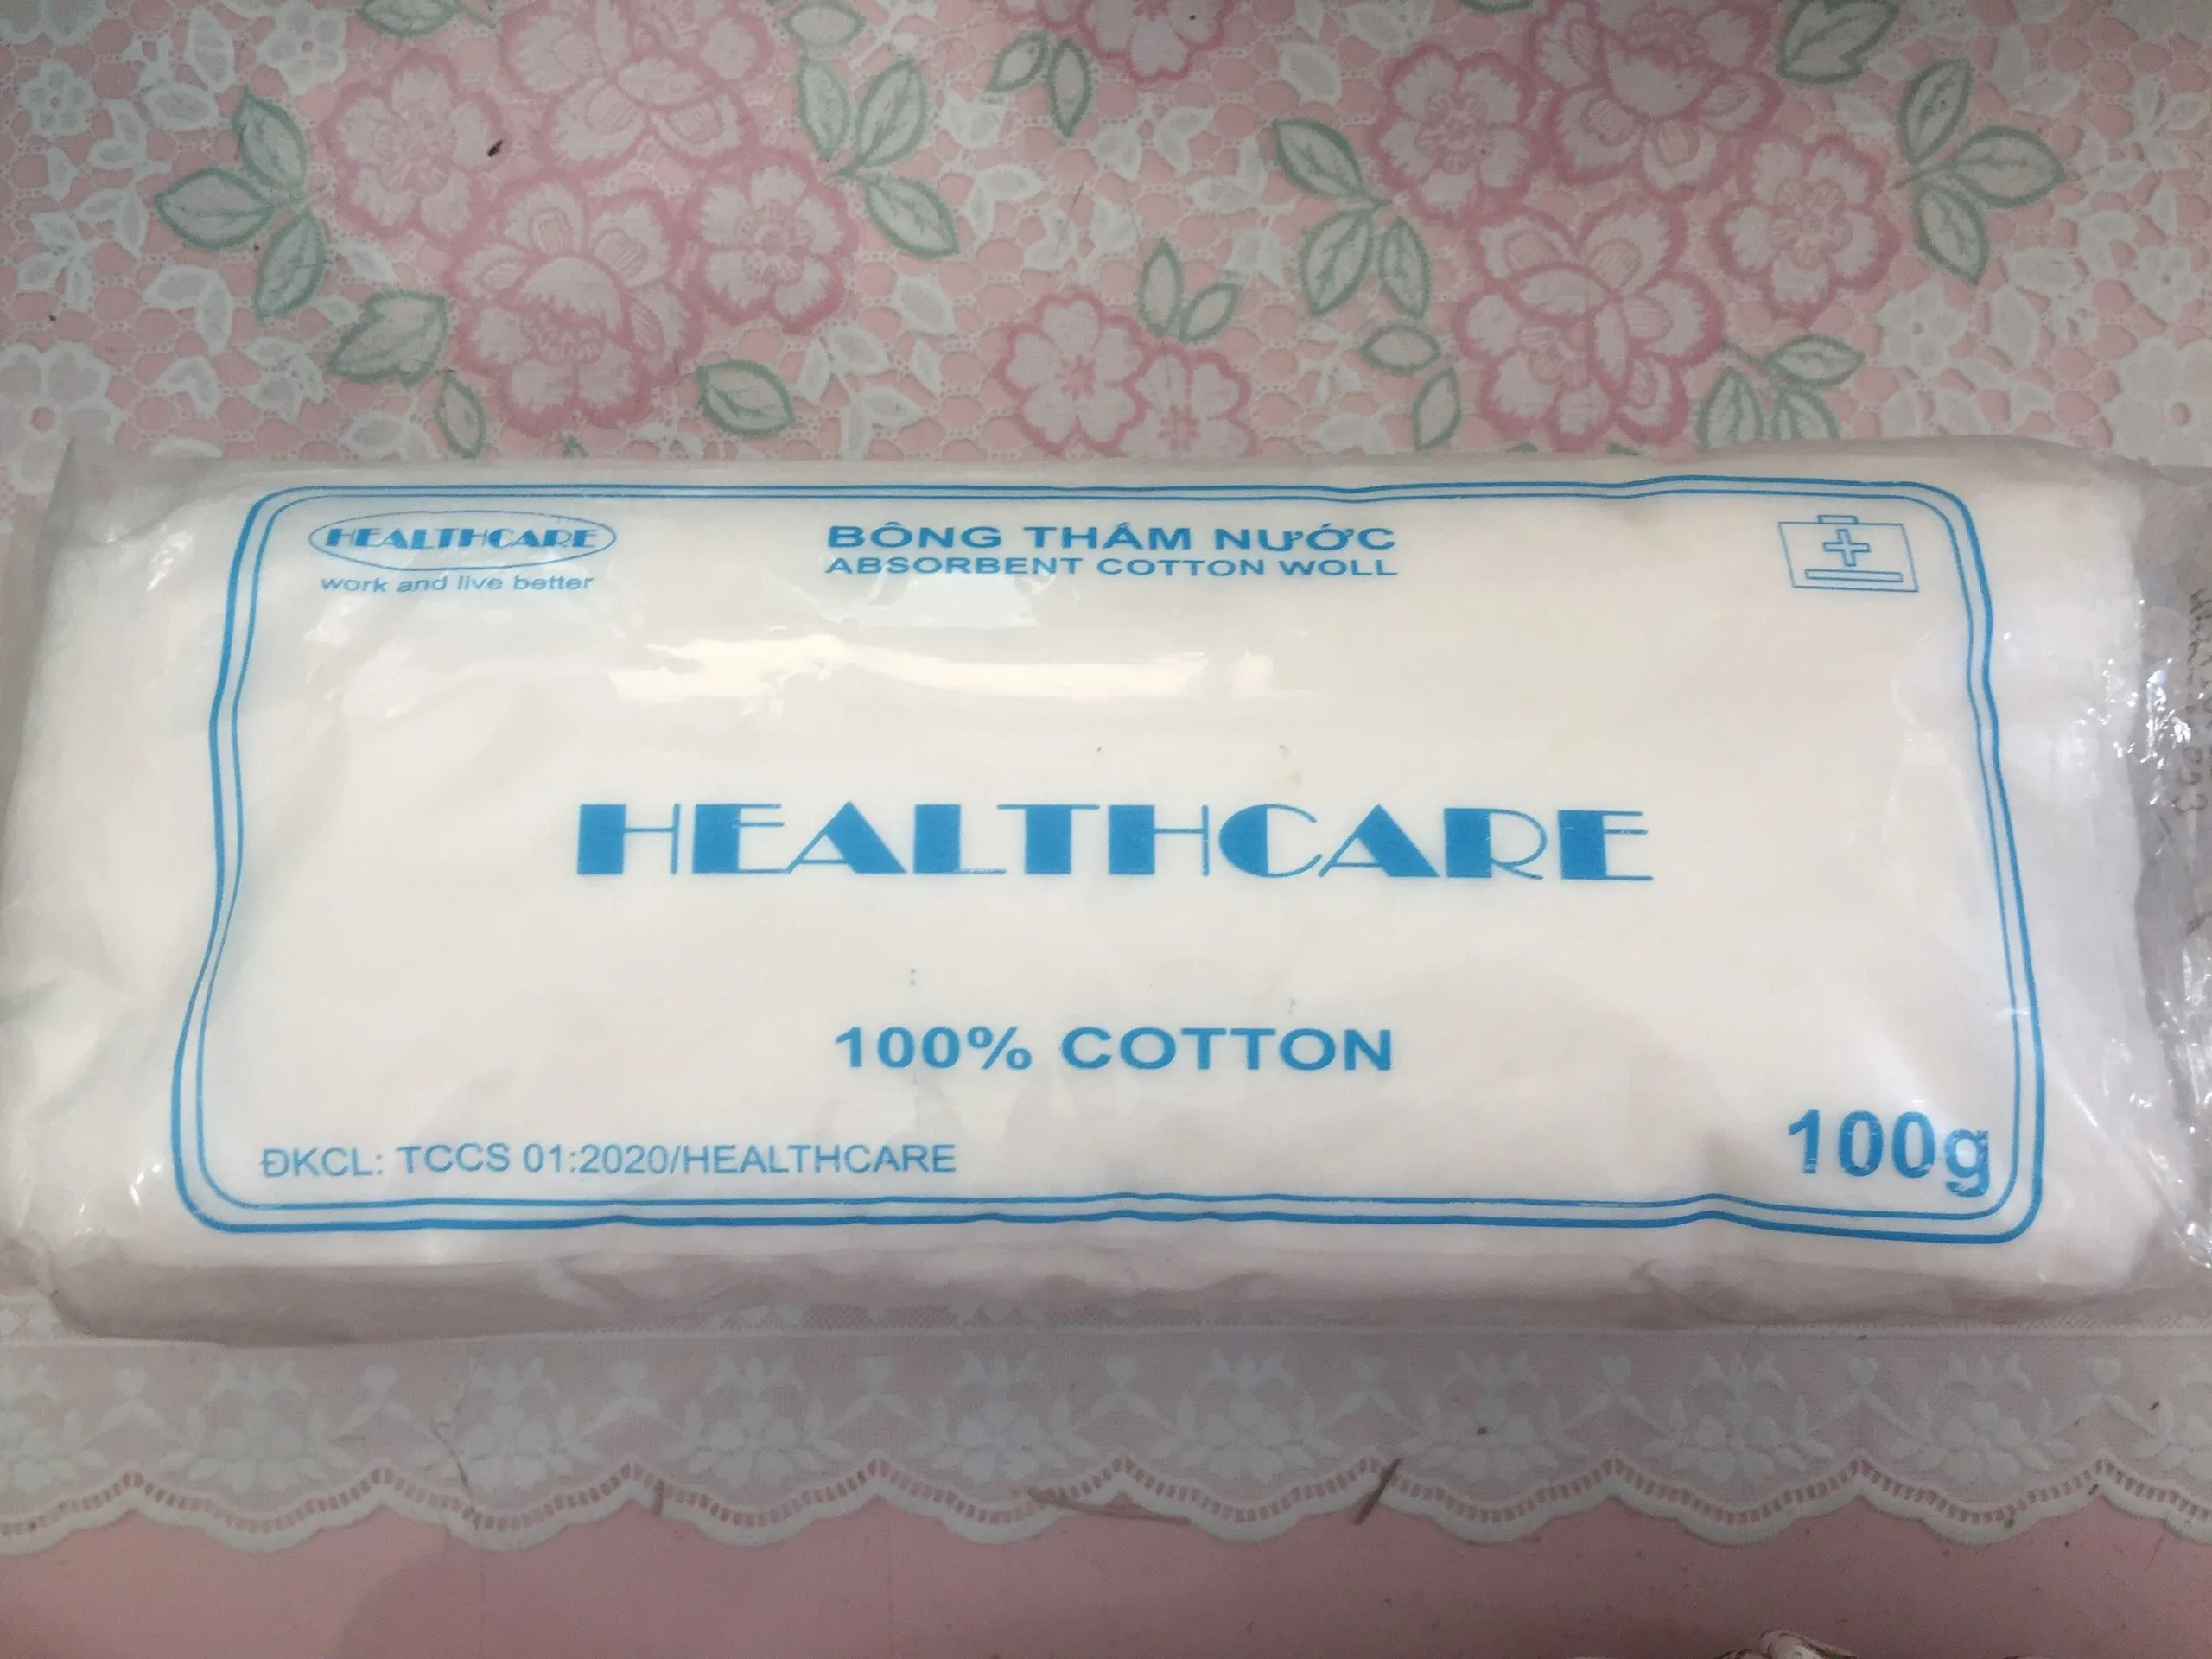 HEALTHCARE
work and live better
BÔNG THẤM NƯỚC
ABSORBENT COTTON WOLL
HEALTHCARE
100% COTTON
100g
ĐKCL: TCCS 01:2020/HEALTHCARE